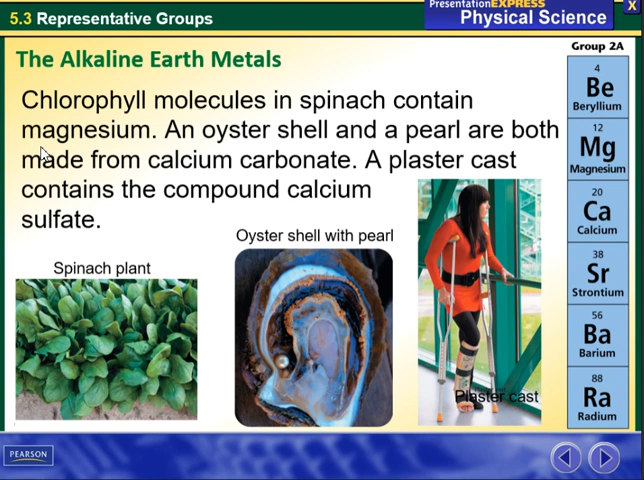 PresentationEXPRESS
X
5.3 Representative Groups
Physical Science
The Alkaline Earth Metals
Chlorophyll molecules in spinach contain
magnesium. An oyster shell and a pearl are both
made from calcium carbonate. A plaster cast
contains the compound calcium
sulfate.
Spinach plant
Oyster shell with pearl
Plaster cast
Group 2A
4
Be
Beryllium
12
Mg
Magnesium
20
Ca
Calcium
38
Sr
Strontium
56
Ba
Barium
88
Ra
Radium
PEARSON